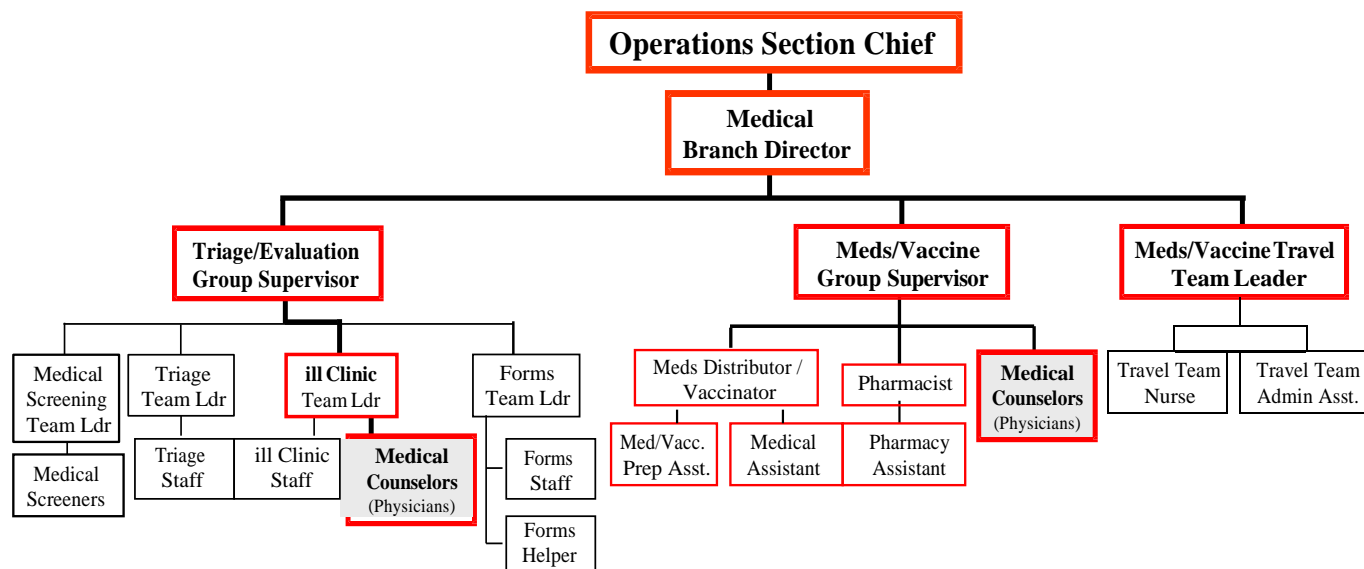 Operations Section Chief
Medical
Branch Director
Triage/Evaluation
Group Supervisor
Meds/Vaccine
Group Supervisor
Meds/Vaccine Travel
Team Leader
Medical
Screening
Team Ldr
Triage
Team Ldr
ill Clinic
Team Ldr
Forms
Team Ldr
Meds Distributor /
Vaccinator
Pharmacist
Medical
Counselors
(Physicians)
Travel Team
Nurse
Travel Team
Admin Asst.
Medical
Screeners
Triage
Staff
ill Clinic
Staff
Medical
Counselors
(Physicians)
Forms
Staff
Forms
Helper
Med/Vacc.
Prep Asst.
Medical
Assistant
Pharmacy
Assistant